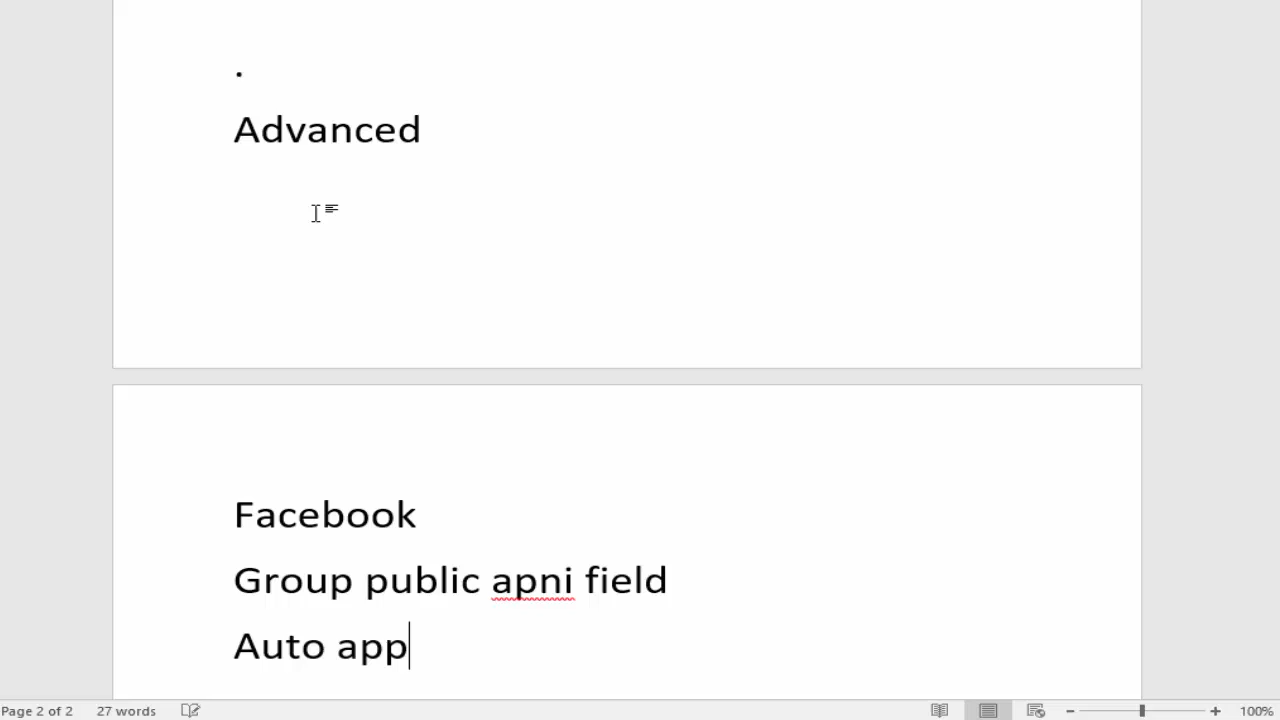 .
Advanced
Facebook
Group public apni field
Auto app
Page 2 of 2 27 words 100%